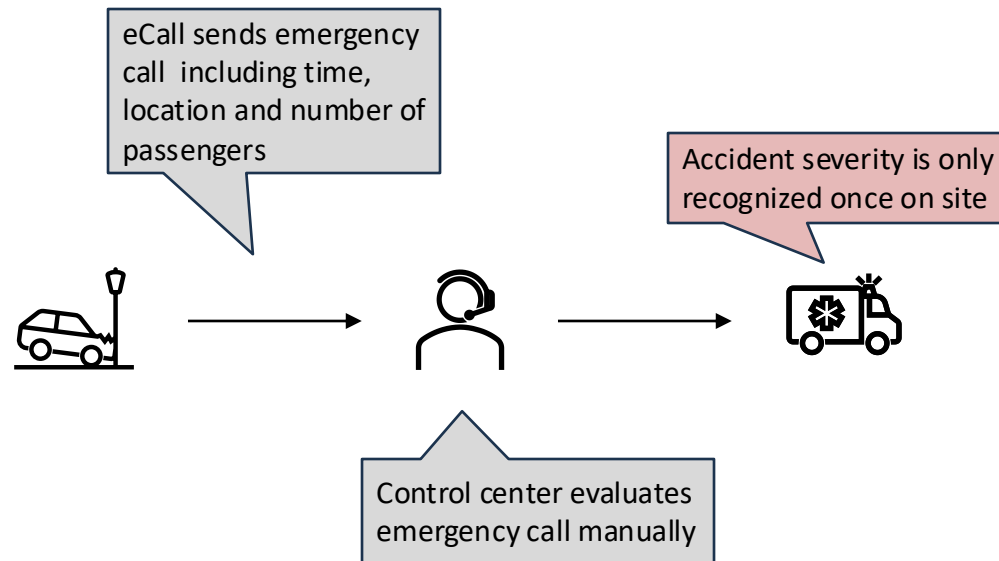 eCall sends emergency
call  including time,
location and number of
passengers
Accident severity is only
recognized once on site
Control center evaluates
emergency call manually